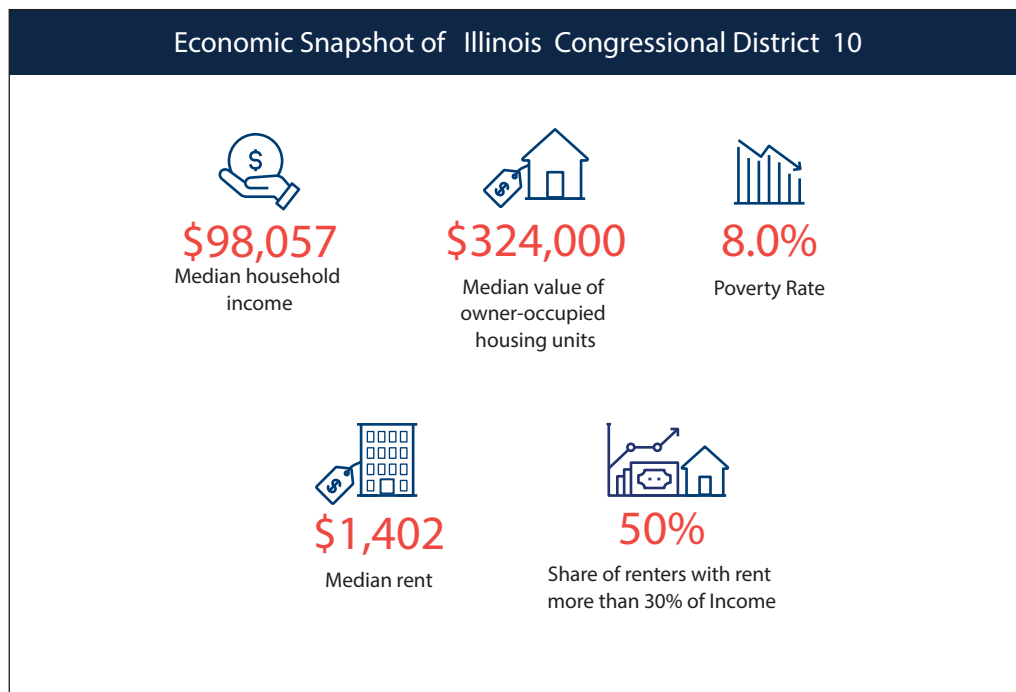 Economic Snapshot of Illinois Congressional District 10
$
$
$98,057
Median household
income
$324,000
Median value of
owner-occupied
housing units
8.0%
Poverty Rate
$
$1,402
Median rent
50%
Share of renters with rent
more than 30% of Income